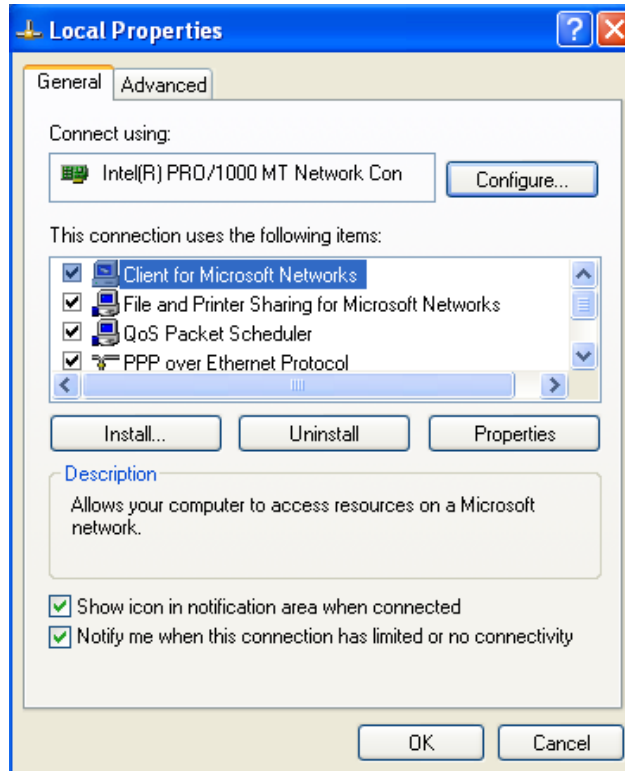 Local Properties
General
Advanced
Connect using:
Intel(R) PRO/1000 MT Network Con
Configure...
This connection uses the following items:
Client for Microsoft Networks
File and Printer Sharing for Microsoft Networks
QoS Packet Scheduler
PPP over Ethernet Protocol
Install...
Uninstall
Properties
Description
Allows your computer to access resources on a Microsoft
network.
Show icon in notification area when connected
Notify me when this connection has limited or no connectivity
OK
Cancel